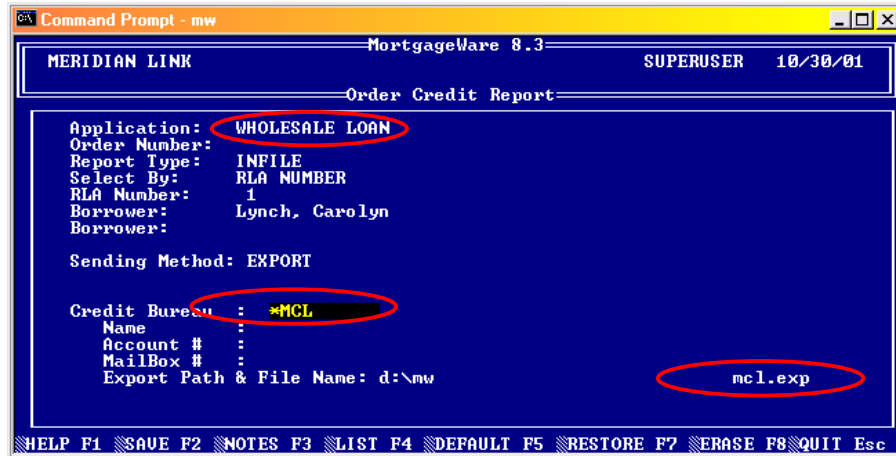 Command Prompt - mw
MortgageWare 8.3
MERIDIAN LINK SUPERUSER 10/30/01
Order Credit Report
Application: WHOLESALE LOAN
Order Number:
Report Type: INFILE
Select By: RLA NUMBER
RLA Number: 1
Borrower: Lynch, Carolyn
Borrower:
Sending Method: EXPORT
Credit Bureau : *MCL
Name :
Account # :
MailBox # :
Export Path & File Name: d:\mw mcl.exp
HELP F1 SAVE F2 NOTES F3 LIST F4 DEFAULT F5 RESTORE F7 ERASE F8 QUIT Esc